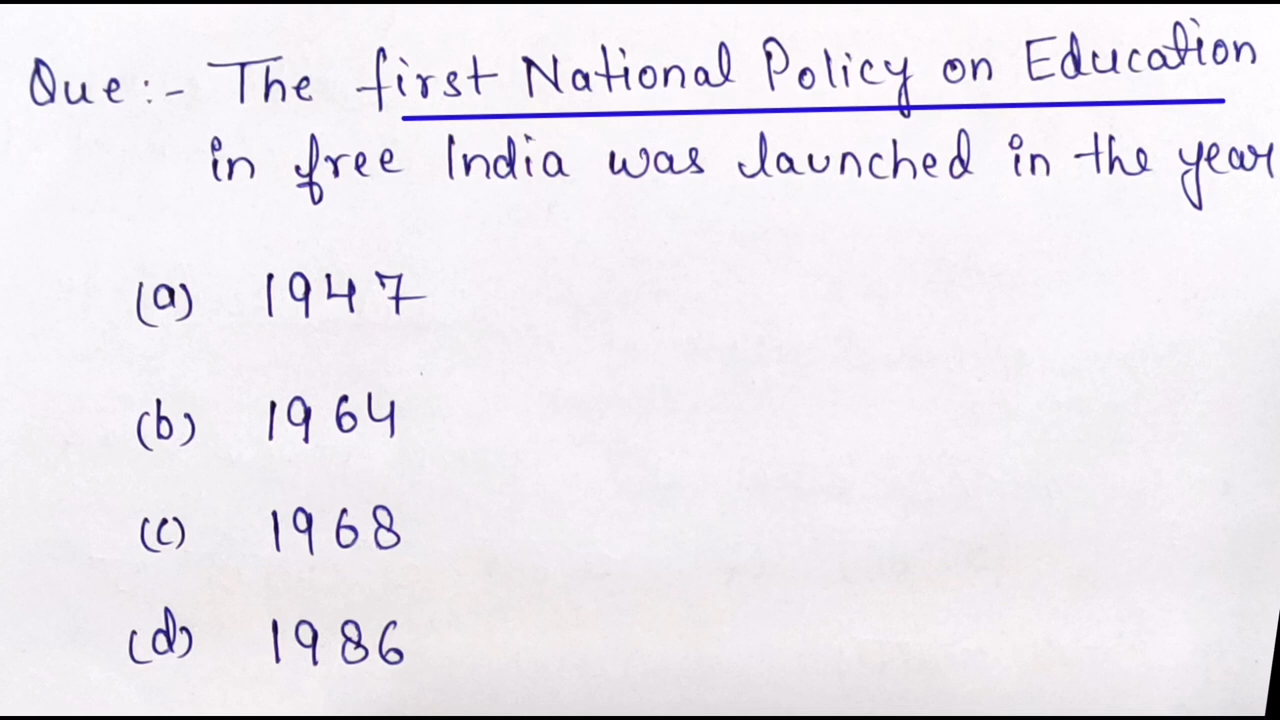 Que:- The first National Policy on Education
in free India was launched in the year
(a) 1947
(b) 1964
(c) 1968
(d) 1986